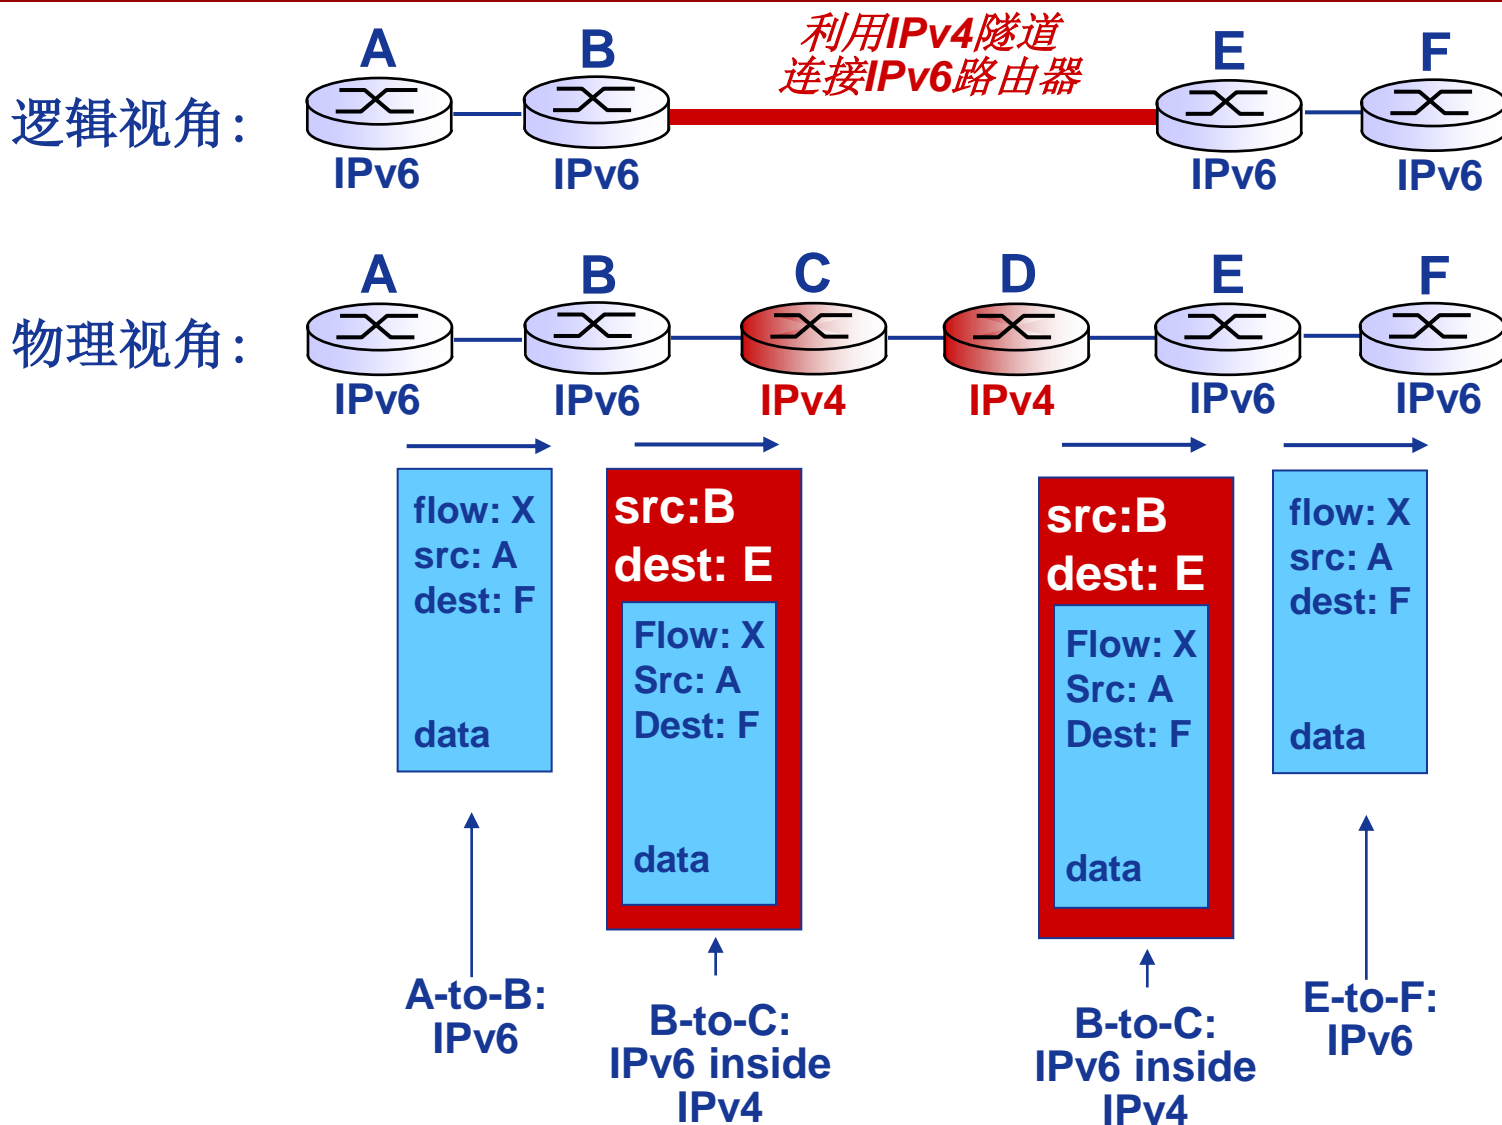 利用IPv4隧道
连接IPv6路由器
A
B
E
F
逻辑视角:
IPv6
IPv6
IPv6
IPv6
A
B
C
D
E
F
物理视角:
IPv6
IPv6
IPv4
IPv4
IPv6
IPv6
flow: X
src: A
dest: F
data
src:B
dest: E
Flow: X
Src: A
Dest: F
data
src:B
dest: E
Flow: X
Src: A
Dest: F
data
flow: X
src: A
dest: F
data
A-to-B:
IPv6
B-to-C:
IPv6 inside
IPv4
B-to-C:
IPv6 inside
IPv4
E-to-F:
IPv6